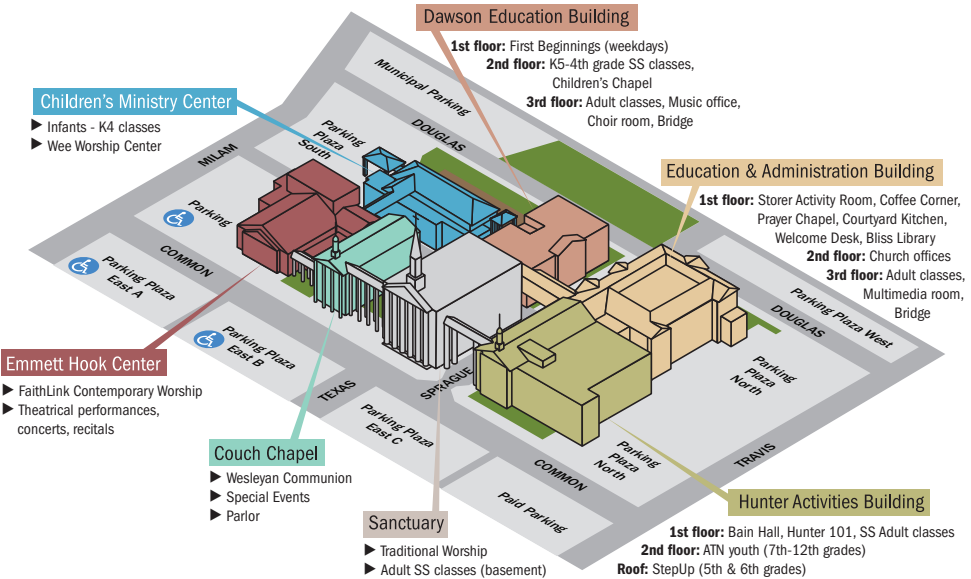 Dawson Education Building
1st floor: First Beginnings (weekdays)
2nd floor: K5-4th grade SS classes,
Children's Chapel
3rd floor: Adult classes, Music office,
Choir room, Bridge
Children's Ministry Center
▶ Infants - K4 classes
▶ Wee Worship Center
Education & Administration Building
1st floor: Storer Activity Room, Coffee Corner,
Prayer Chapel, Courtyard Kitchen,
Welcome Desk, Bliss Library
2nd floor: Church offices
3rd floor: Adult classes,
Multimedia room,
Bridge
Municipal Parking
DOUGLAS
Parking
Plaza
South
MILAM
Parking
COMMON
Parking Plaza
East A
Parking Plaza
East B
TEXAS
SPRAGUE
Parking Plaza
East C
COMMON
Paid Parking
Parking
Plaza
North
Parking
Plaza
North
TRAVIS
DOUGLAS
Parking Plaza West
Emmett Hook Center
▶ FaithLink Contemporary Worship
▶ Theatrical performances,
concerts, recitals
Couch Chapel
▶ Wesleyan Communion
▶ Special Events
▶ Parlor
Sanctuary
▶ Traditional Worship
▶ Adult SS classes (basement)
Hunter Activities Building
1st floor: Bain Hall, Hunter 101, SS Adult classes
2nd floor: ATN youth (7th-12th grades)
Roof: StepUp (5th & 6th grades)